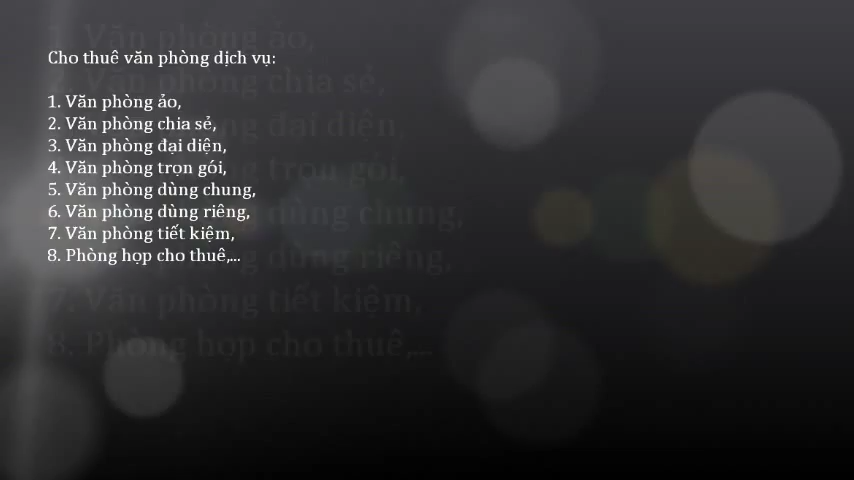 Cho thuê văn phòng dịch vụ:
1. Văn phòng ảo,
2. Văn phòng chia sẻ,
3. Văn phòng đại diện,
4. Văn phòng trọn gói,
5. Văn phòng dùng chung,
6. Văn phòng dùng riêng,
7. Văn phòng tiết kiệm,
8. Phòng họp cho thuê,...